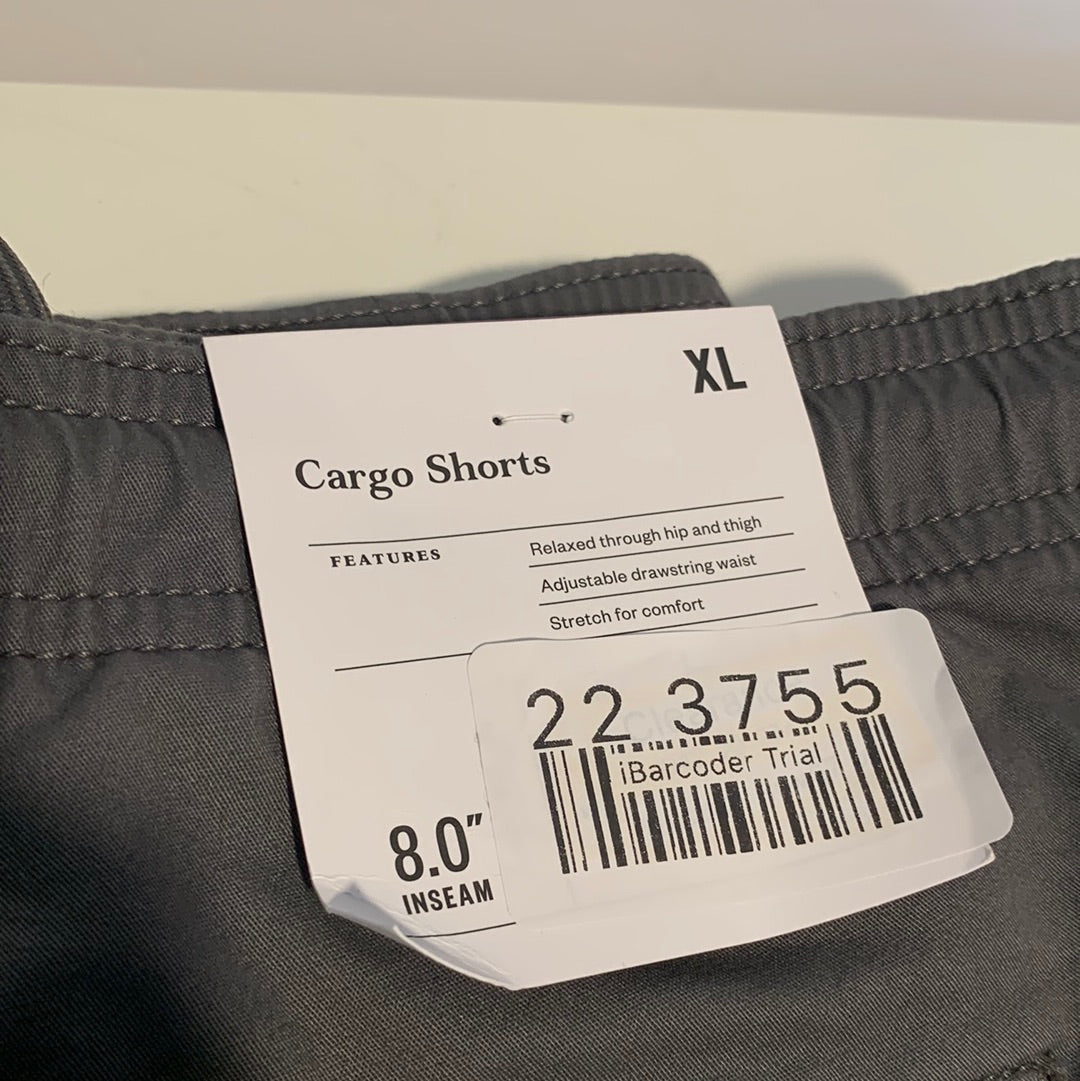 XL
Cargo Shorts
FEATURES
Relaxed through hip and thigh
Adjustable drawstring waist
Stretch for comfort
22 3755
iBarcoder Trial
8.0"
INSEAM